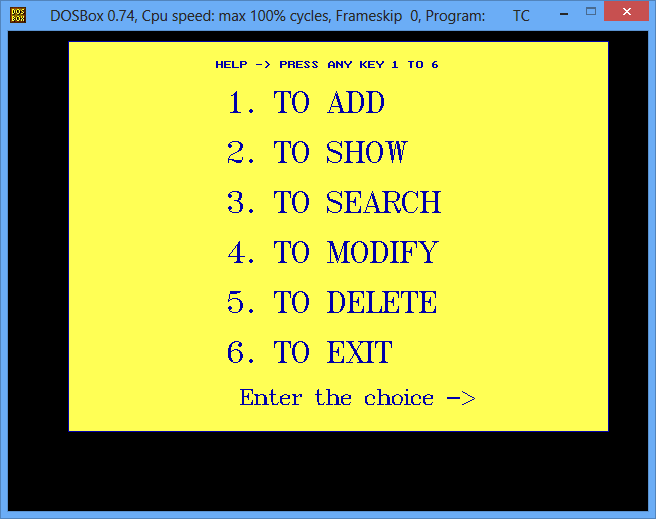 DOS
BOX
DOSBox 0.74, Cpu speed: max 100% cycles, Frameskip 0, Program: TC
HELP -> PRESS ANY KEY 1 TO 6
1. TO ADD
2. TO SHOW
3. TO SEARCH
4. TO MODIFY
5. TO DELETE
6. TO EXIT
Enter the choice ->